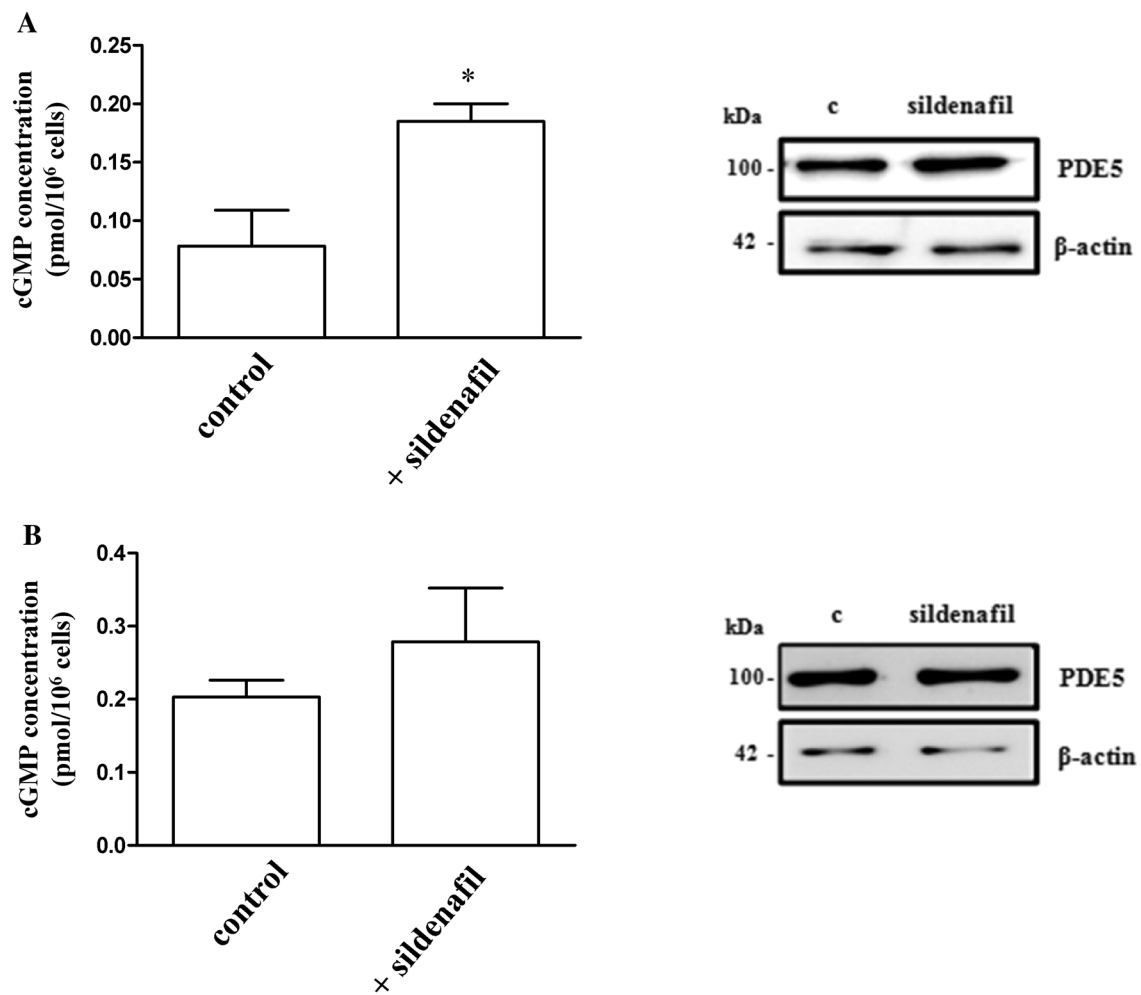 A
cGMP concentration
(pmol/10⁶ cells)
0.25
0.20
0.15
0.10
0.05
0.00
*
control
+ sildenafil
kDa
c
sildenafil
100 -
PDE5
42 -
β-actin
B
cGMP concentration
(pmol/10⁶ cells)
0.4
0.3
0.2
0.1
0.0
control
+ sildenafil
kDa
c
sildenafil
100-
PDE5
42 -
β-actin